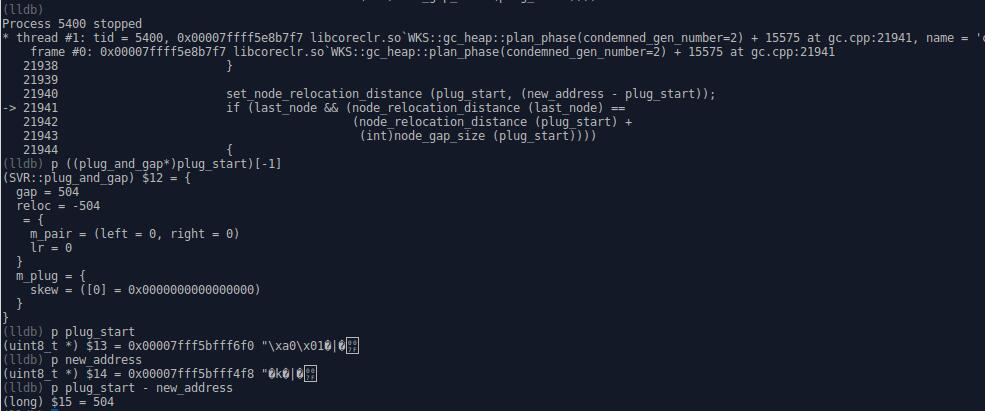 (lldb)
Process 5400 stopped
* thread #1: tid = 5400, 0x00007ffff5e8b7f7 libcoreclr.so`WKS::gc_heap::plan_phase(condemned_gen_number=2) + 15575 at gc.cpp:21941, name = 'c
frame #0: 0x00007ffff5e8b7f7 libcoreclr.so`WKS::gc_heap::plan_phase(condemned_gen_number=2) + 15575 at gc.cpp:21941
21938 }
21939
21940 set_node_relocation_distance (plug_start, (new_address - plug_start));
-> 21941 if (last_node && (node_relocation_distance (last_node) ==
21942 (node_relocation_distance (plug_start) +
21943 (int)node_gap_size (plug_start))))
21944 {
(lldb) p ((plug_and_gap*)plug_start)[-1]
(SVR::plug_and_gap) $12 = {
gap = 504
reloc = -504
= {
m_pair = (left = 0, right = 0)
lr = 0
}
m_plug = {
skew = ([0] = 0x0000000000000000)
}
}
(lldb) p plug_start
(uint8_t *) $13 = 0x00007fff5bfff6f0 "\xa0\x01�|�
(lldb) p new_address
(uint8_t *) $14 = 0x00007fff5bfff4f8 "�k�|�
(lldb) p plug_start - new_address
(long) $15 = 504